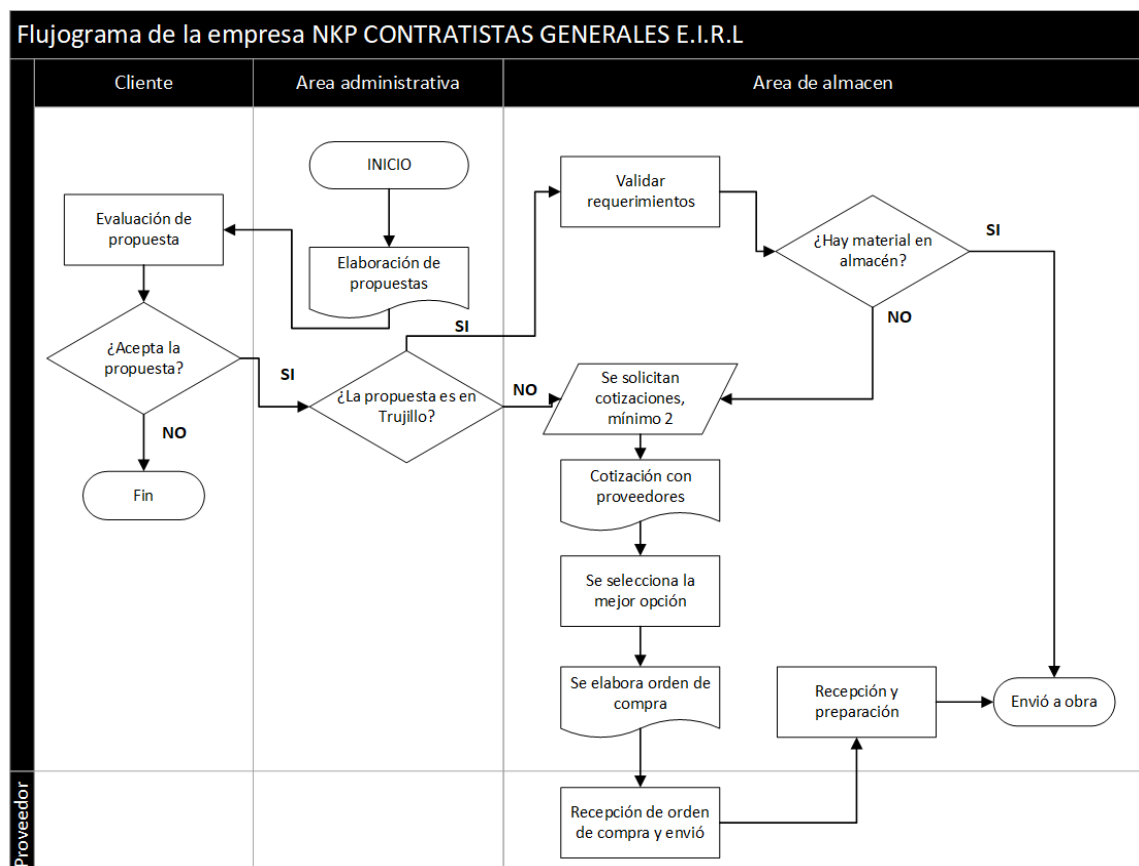 Flujograma de la empresa NKP CONTRATISTAS GENERALES E.I.R.L
Cliente
Area administrativa
Area de almacen
INICIO
Elaboración de
propuestas
Evaluación de
propuesta
¿Acepta la
propuesta?
SI
NO
Fin
¿La propuesta es en
Trujillo?
SI
NO
Validar
requerimientos
¿Hay material en
almacén?
SI
NO
Se solicitan
cotizaciones,
mínimo 2
Cotización con
proveedores
Se selecciona la
mejor opción
Se elabora orden de
compra
Recepción y
preparación
Envió a obra
Proveedor
Recepción de orden
de compra y envió